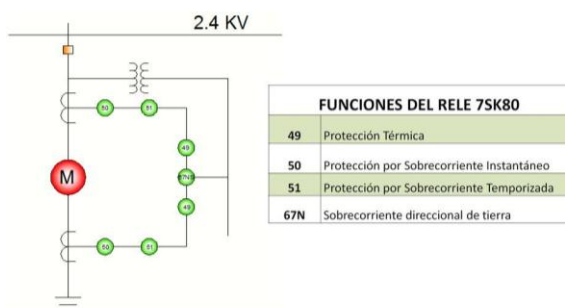 2.4 KV
50
51
49
67NS
49
M
50
51
FUNCIONES DEL RELE 7SK80
49 Protección Térmica
50 Protección por Sobrecorriente Instantáneo
51 Protección por Sobrecorriente Temporizada
67N Sobrecorriente direccional de tierra